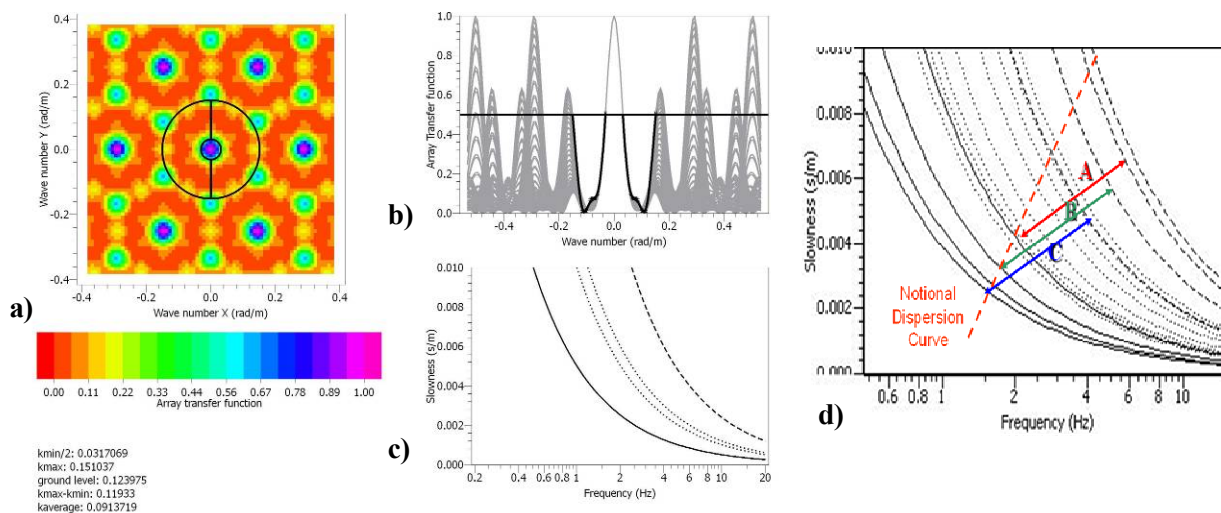 a)
Wave number Y (rad/m)
0.4
0.2
0.0
-0.2
-0.4
-0.4 -0.2 0.0 0.2 0.4
Wave number X (rad/m)
0.00 0.11 0.22 0.33 0.44 0.56 0.67 0.78 0.89 1.00
Array transfer function
kmin/2: 0.0317069
kmax: 0.151037
ground level: 0.123975
kmax-kmin: 0.11933
kaverage: 0.0913719
b)
Array Transfer function
1.0
0.8
0.6
0.4
0.2
0.0
-0.4 -0.2 0.0 0.2 0.4
Wave number (rad/m)
c)
Slowness (s/m)
0.010
0.008
0.006
0.004
0.002
0.000
0.2 0.4 0.6 1 2 4 6 8 10 20
Frequency (Hz)
d)
Slowness (s/m)
0.010
0.008
0.006
0.004
0.002
0.000
A
B
C
Notional
Dispersion
Curve
0.6 0.8 1 2 4 6 8 10
Frequency (Hz)